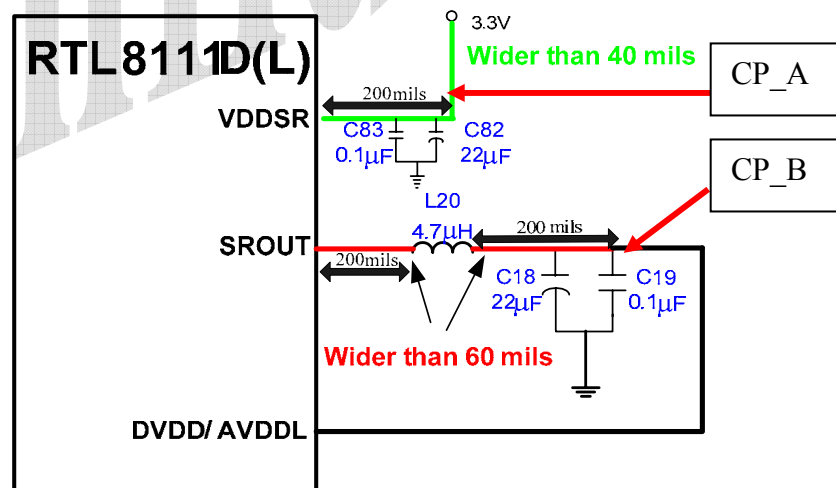 RTL8111D(L)
3.3V
Wider than 40 mils
CP_A
200mils
VDDSR
C83
0.1µF
C82
22µF
CP_B
L20
4.7µH
200 mils
SROUT
200mils
C18
22µF
C19
0.1µF
Wider than 60 mils
DVDD/AVDDL